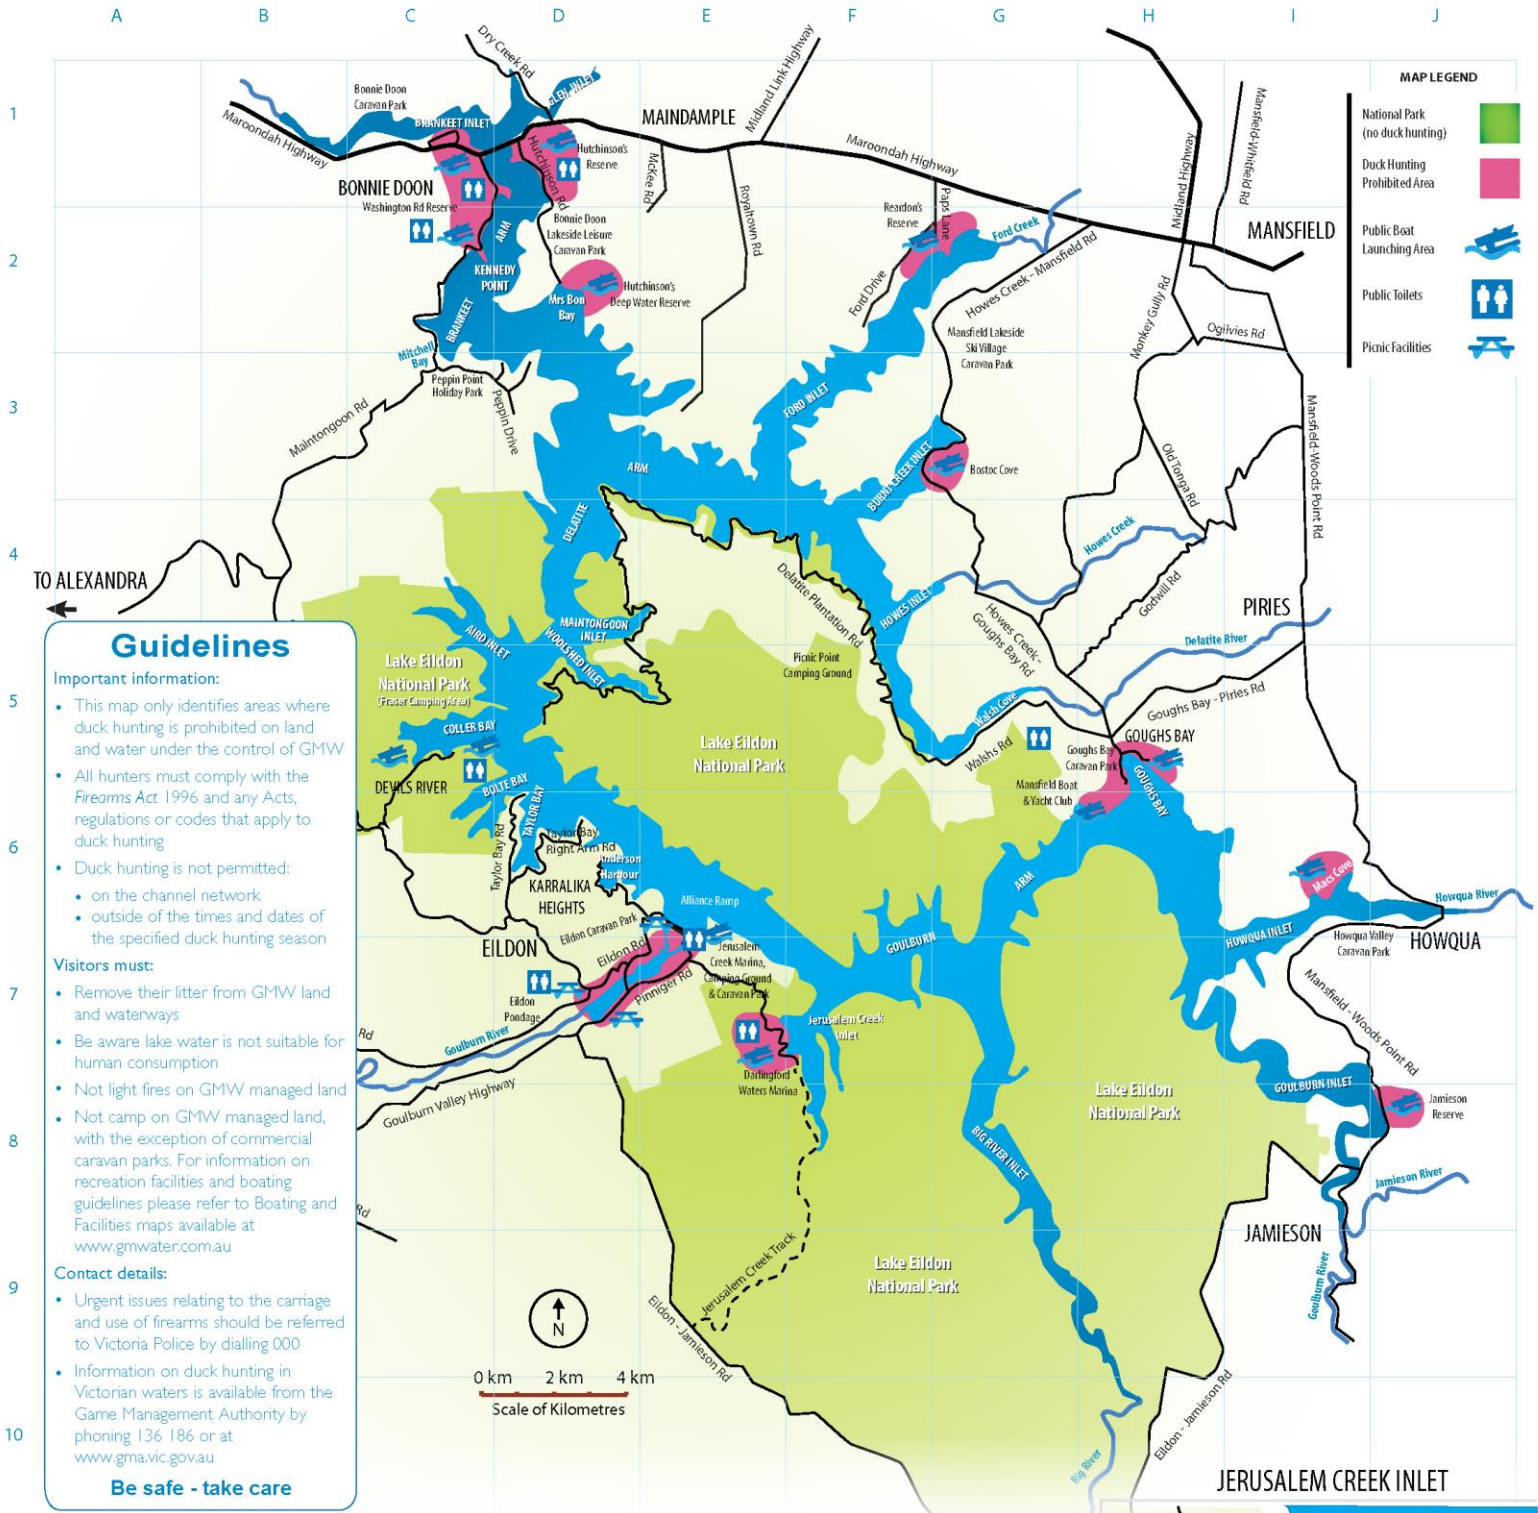 A B C D E F G H I J
1
2
3
4
5
6
7
8
9
10
MAP LEGEND
National Park
(no duck hunting)
Duck Hunting
Prohibited Area
Public Boat
Launching Area
Public Toilets
Picnic Facilities
Dry Creek Rd
GLEN INLET
Bonnie Doon
Caravan Park
BRANKEET INLET
Maroondah Highway
MAINDAMPLE
Midland Link Highway
Maroondah Highway
Midland Highway
Mansfield-Whitfield Rd
Hutchinson's
Reserve
Hutchinson Rd
McKee Rd
Royaltown Rd
BONNIE DOON
Washington Rd Reserve
ARM
Bonnie Doon
Lakeside Leisure
Caravan Park
KENNEDY
POINT
Mrs Bon
Bay
Hutchinson's
Deep Water Reserve
BRANKET
Mitchell
Bay
Peppin Point
Holiday Park
Peppin Drive
Maintongoon Rd
Reardon's
Reserve
Paps Lane
Ford Creek
Ford Drive
Howes Creek - Mansfield Rd
MANSFIELD
Monkey Gully Rd
Ogilvies Rd
Mansfield Lakeside
Ski Village
Caravan Park
FORD INLET
BURNT CREEK INLET
Bostoc Cove
Old Tonga Rd
Mansfield-Woods Point Rd
ARM
DELATITE
Howes Creek
Godwill Rd
PIRIES
Delatite River
TO ALEXANDRA
Delatite Plantation Rd
HOWES INLET
Howes Creek -
Goughs Bay Rd
MAINTONGOON
INLET
WOOLSHED INLET
AIRD INLET
Lake Eildon
National Park
(Fraser Camping Area)
Picnic Point
Camping Ground
Walsh Cove
Walshs Rd
Goughs Bay - Piries Rd
GOUGHS BAY
Goughs Bay
Caravan Park
GOUGHS BAY
Mansfield Boat
& Yacht Club
COLLER BAY
DEVILS RIVER
BOLTE BAY
TAYLOR BAY
Lake Eildon
National Park
Taylor Bay Rd
Taylor Bay
Right Arm Rd
Anderson
Harbour
KARRALIKA
HEIGHTS
Alliance Ramp
Eildon Caravan Park
EILDON
Eildon Rd
Pinniger Rd
Eildon
Pondage
Jerusalem
Creek Marina,
Camping Ground
& Caravan Park
GOULBURN
ARM
Macs Cove
Howqua River
HOWQUA INLET
Howqua Valley
Caravan Park
HOWQUA
Mansfield - Woods Point Rd
Jerusalem Creek
Inlet
Darlingford
Waters Marina
Rd
Goulburn River
Goulburn Valley Highway
Rd
GOULBURN INLET
Jamieson
Reserve
Lake Eildon
National Park
BIG RIVER INLET
Jamieson River
JAMIESON
Goulburn River
Jerusalem Creek Track
Lake Eildon
National Park
Eildon - Jamieson Rd
Eildon - Jamieson Rd
Big River
N
0 km 2 km 4 km
Scale of Kilometres
JERUSALEM CREEK INLET
Guidelines
Important information:
• This map only identifies areas where
duck hunting is prohibited on land
and water under the control of GMW
• All hunters must comply with the
Firearms Act 1996 and any Acts,
regulations or codes that apply to
duck hunting
• Duck hunting is not permitted:
• on the channel network
• outside of the times and dates of
the specified duck hunting season
Visitors must:
• Remove their litter from GMW land
and waterways
• Be aware lake water is not suitable for
human consumption
• Not light fires on GMW managed land
• Not camp on GMW managed land,
with the exception of commercial
caravan parks. For information on
recreation facilities and boating
guidelines please refer to Boating and
Facilities maps available at
www.gmwater.com.au
Contact details:
• Urgent issues relating to the carriage
and use of firearms should be referred
to Victoria Police by dialling 000
• Information on duck hunting in
Victorian waters is available from the
Game Management Authority by
phoning 136 186 or at
www.gma.vic.gov.au
Be safe - take care